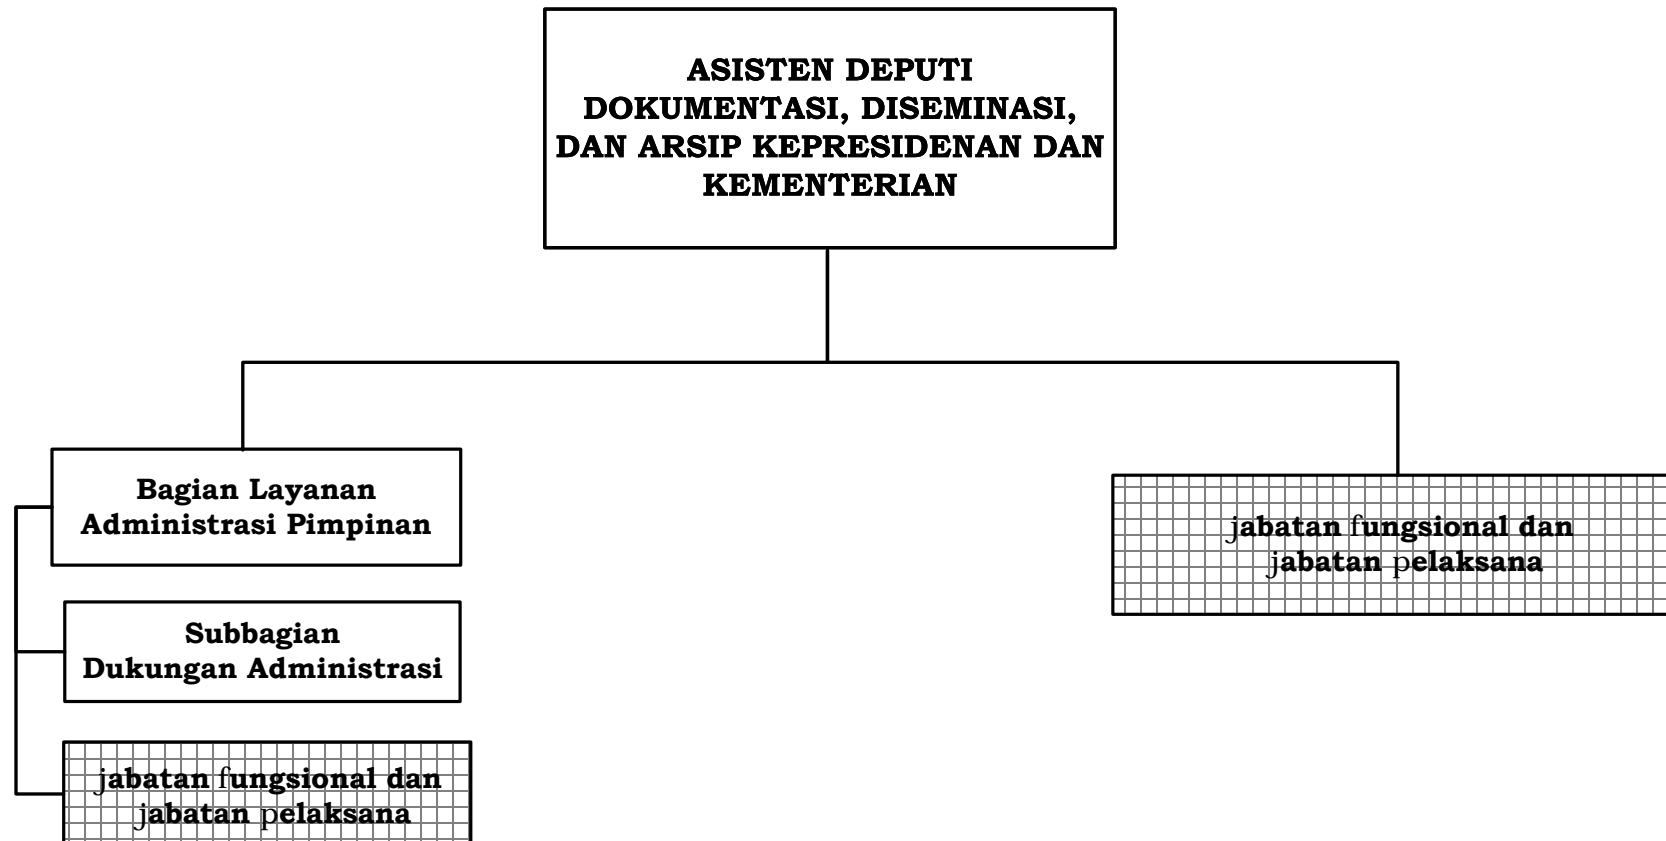 ASISTEN DEPUTI
DOKUMENTASI, DISEMINASI,
DAN ARSIP KEPRESIDENAN DAN
KEMENTERIAN
Bagian Layanan
Administrasi Pimpinan
jabatan fungsional dan
jabatan pelaksana
Subbagian
Dukungan Administrasi
jabatan fungsional dan
jabatan pelaksana